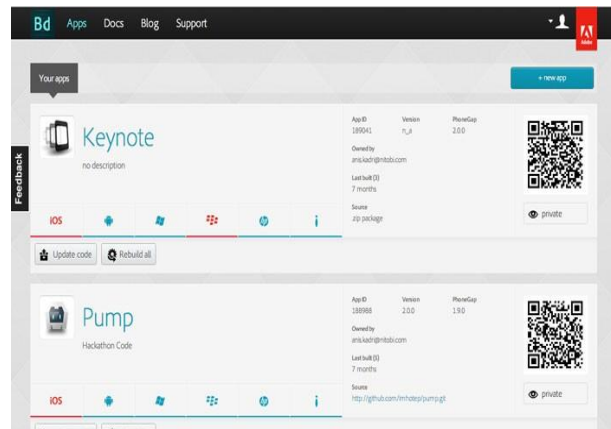 Bd Apps Docs Blog Support
Adobe
Your apps
+ new app
Feedback
Keynote
no description
App ID Version PhoneGap
189041 n_a 2.0.0
Owned by
anis.kadri@nitobi.com
Last built (3)
7 months
Source
.zip package
private
iOS
Update code Rebuild all
Pump
Hackathon Code
App ID Version PhoneGap
188988 2.0.0 1.9.0
Owned by
anis.kadri@nitobi.com
Last built (5)
7 months
Source
http://github.com/imhotep/pump.git
private
iOS